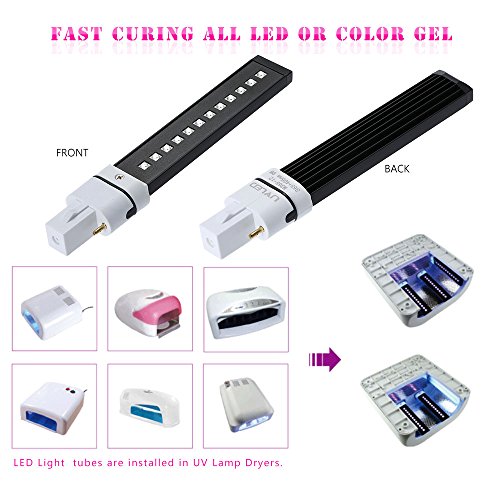 FAST CURING ALL LED OR COLOR GEL
FRONT
BACK
UVLED
LED Light tubes are installed in UV Lamp Dryers.